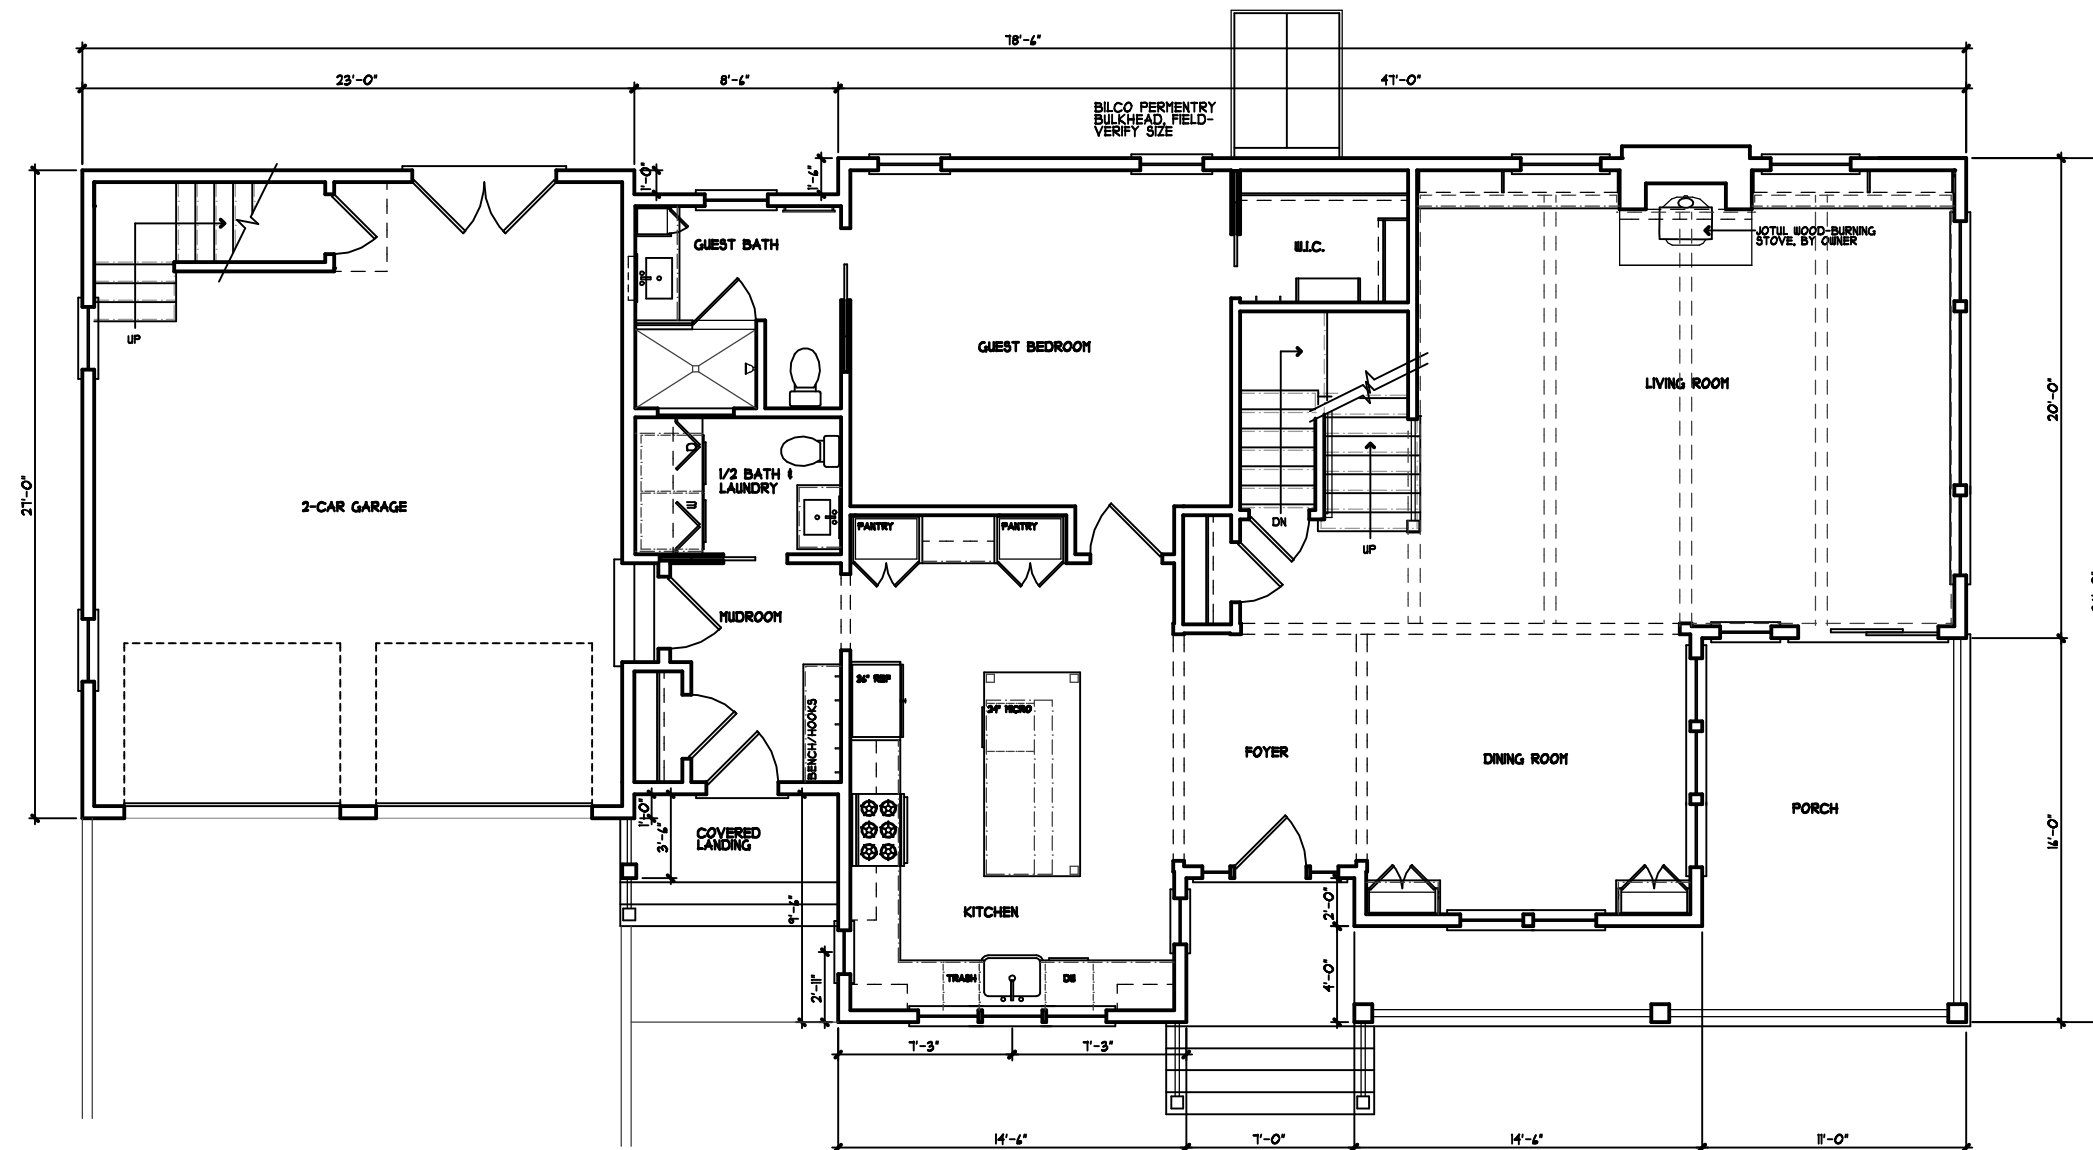 78'-6"
23'-0"
8'-6"
47'-0"
BILCO PERMENTRY
BULKHEAD, FIELD-
VERIFY SIZE
1'-0"
1'-6"
GUEST BATH
W.I.C.
JOTUL WOOD-BURNING
STOVE, BY OWNER
UP
GUEST BEDROOM
LIVING ROOM
20'-0"
27'-0"
2-CAR GARAGE
D
1/2 BATH &
LAUNDRY
W
PANTRY
PANTRY
DN
UP
MUDROOM
36" REF
24" MICRO
BENCH/HOOKS
FOYER
DINING ROOM
PORCH
1'-0"
3'-6"
COVERED
LANDING
16'-0"
9'-6"
KITCHEN
2'-0"
TRASH
2'-11"
4'-0"
7'-3"
7'-3"
14'-6"
7'-0"
14'-6"
11'-0"